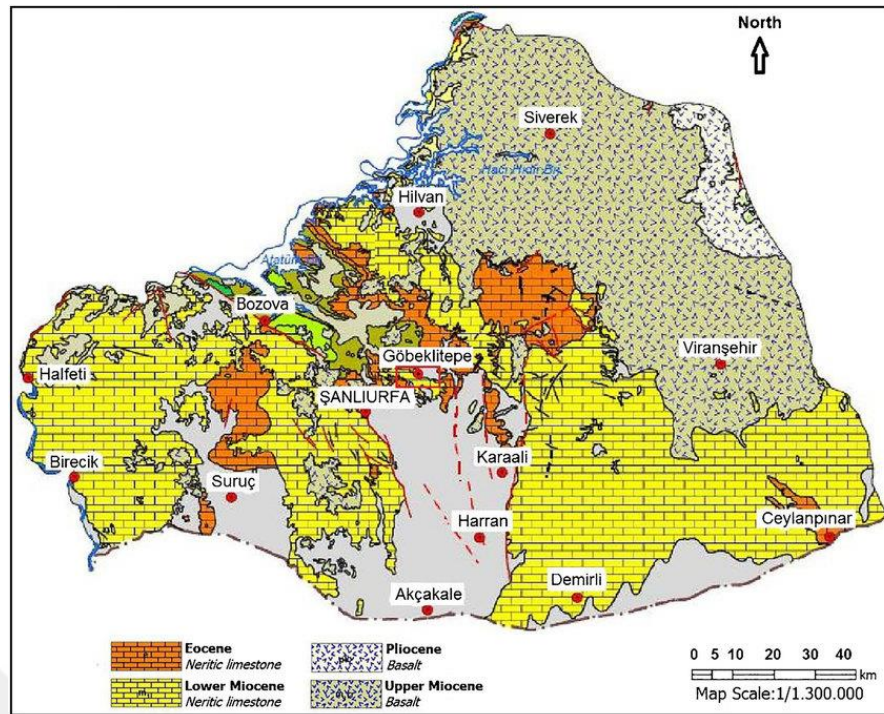 North
Siverek
Hacı Hıdır Brj.
Hilvan
Atatürk
Bozova
Göbeklitepe
Viranşehir
Halfeti
ŞANLIURFA
Birecik
Karaali
Suruç
Harran
Ceylanpınar
Akçakale
Demirli
Eocene
Neritic limestone
Pliocene
Basalt
Lower Miocene
Neritic limestone
Upper Miocene
Basalt
0 10 20 30 40
km
Map Scale:1/1.300.000